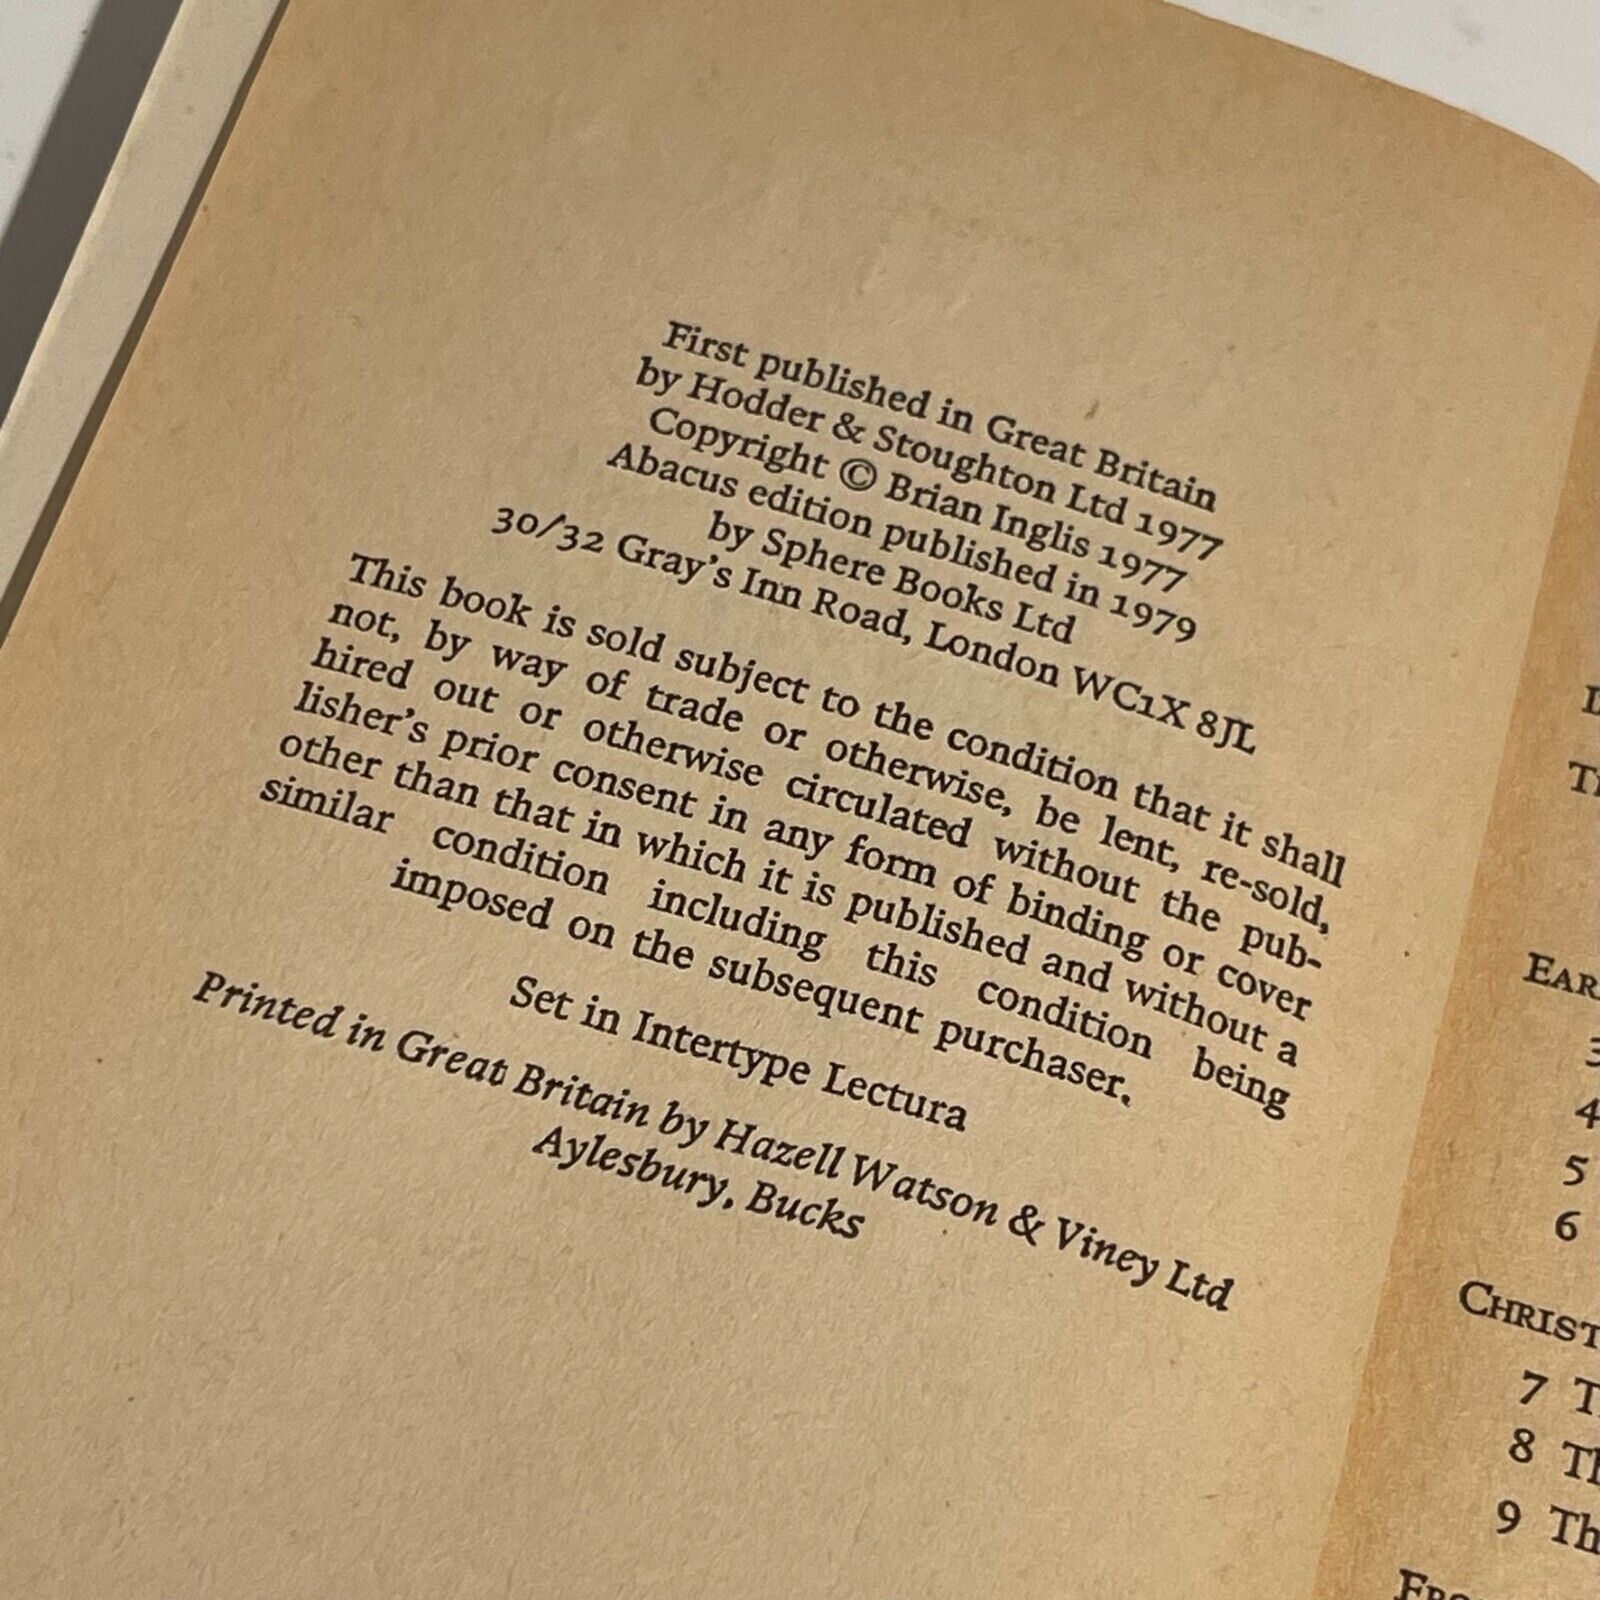 First published in Great Britain
by Hodder & Stoughton Ltd 1977
Copyright © Brian Inglis 1977
Abacus edition published in 1979
by Sphere Books Ltd
30/32 Gray's Inn Road, London WC1X 8JL
This book is sold subject to the condition that it shall
not, by way of trade or otherwise, be lent, re-sold,
hired out or otherwise circulated without the pub-
lisher's prior consent in any form of binding or cover
other than that in which it is published and without a
similar condition including this condition being
imposed on the subsequent purchaser.
Set in Intertype Lectura
Printed in Great Britain by Hazell Watson & Viney Ltd
Aylesbury, Bucks
3
4
5
6
7
8
9